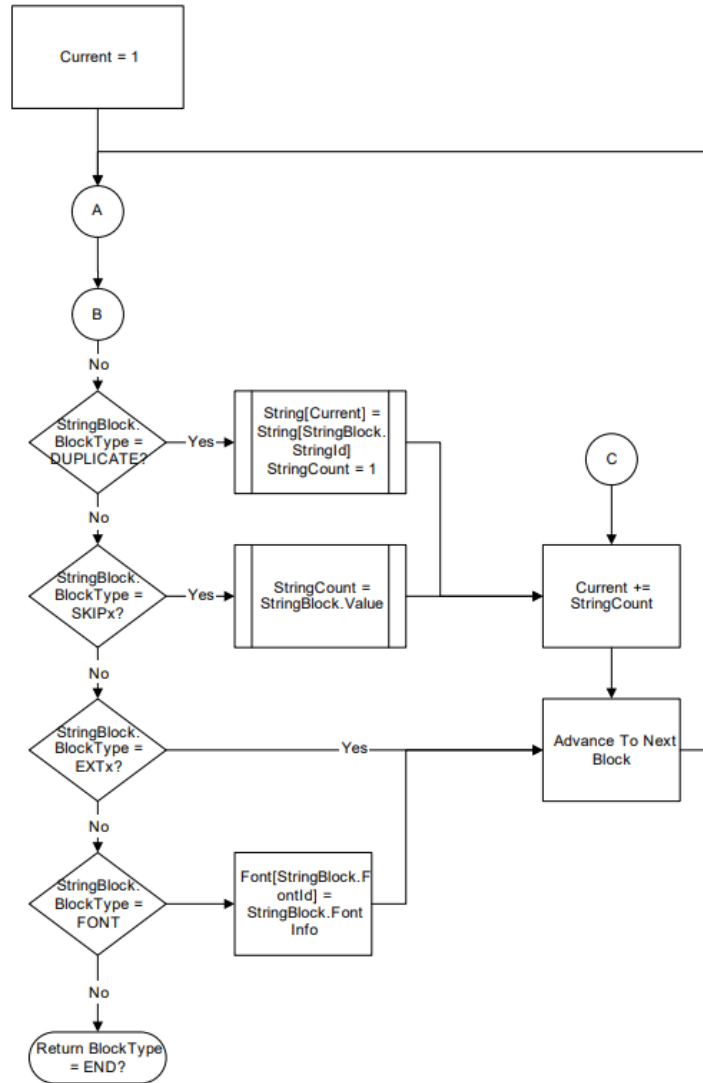 Current = 1
A
B
No
StringBlock.
BlockType =
DUPLICATE?
Yes
String[Current] =
String[StringBlock.
StringId]
StringCount = 1
C
No
StringBlock.
BlockType =
SKIPx?
Yes
StringCount =
StringBlock.Value
Current +=
StringCount
No
StringBlock.
BlockType =
EXTx?
Yes
Advance To Next
Block
No
StringBlock.
BlockType =
FONT
Font[StringBlock.F
ontId] =
StringBlock.Font
Info
No
Return BlockType
= END?